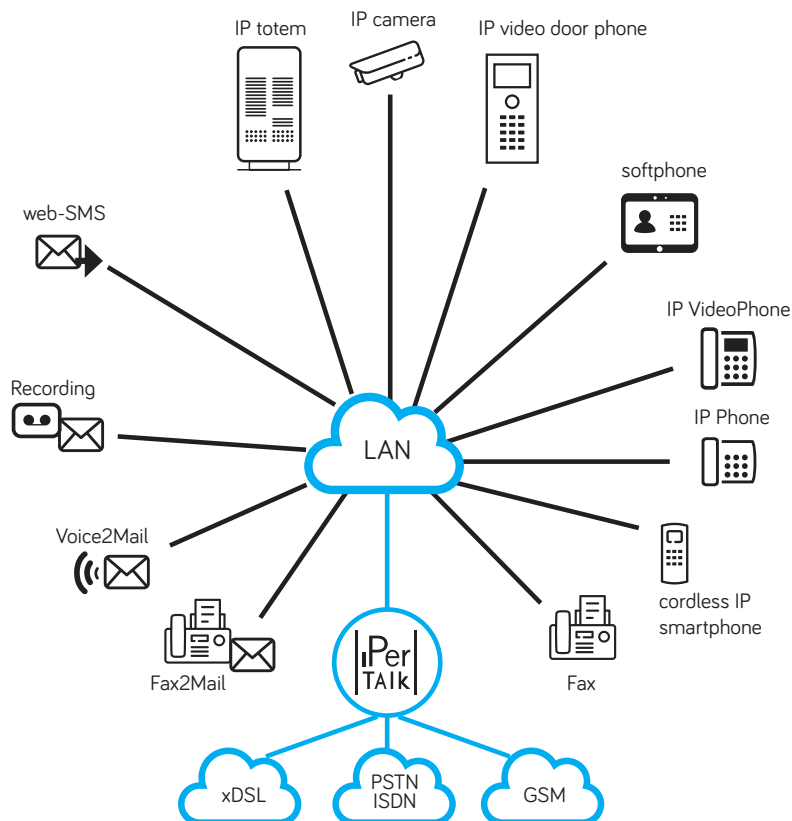 IP camera
IP totem
IP video door phone
softphone
web-SMS
IP VideoPhone
Recording
IP Phone
LAN
Voice2Mail
cordless IP
smartphone
Fax2Mail
iPer
TAlk
Fax
xDSL
PSTN
ISDN
GSM